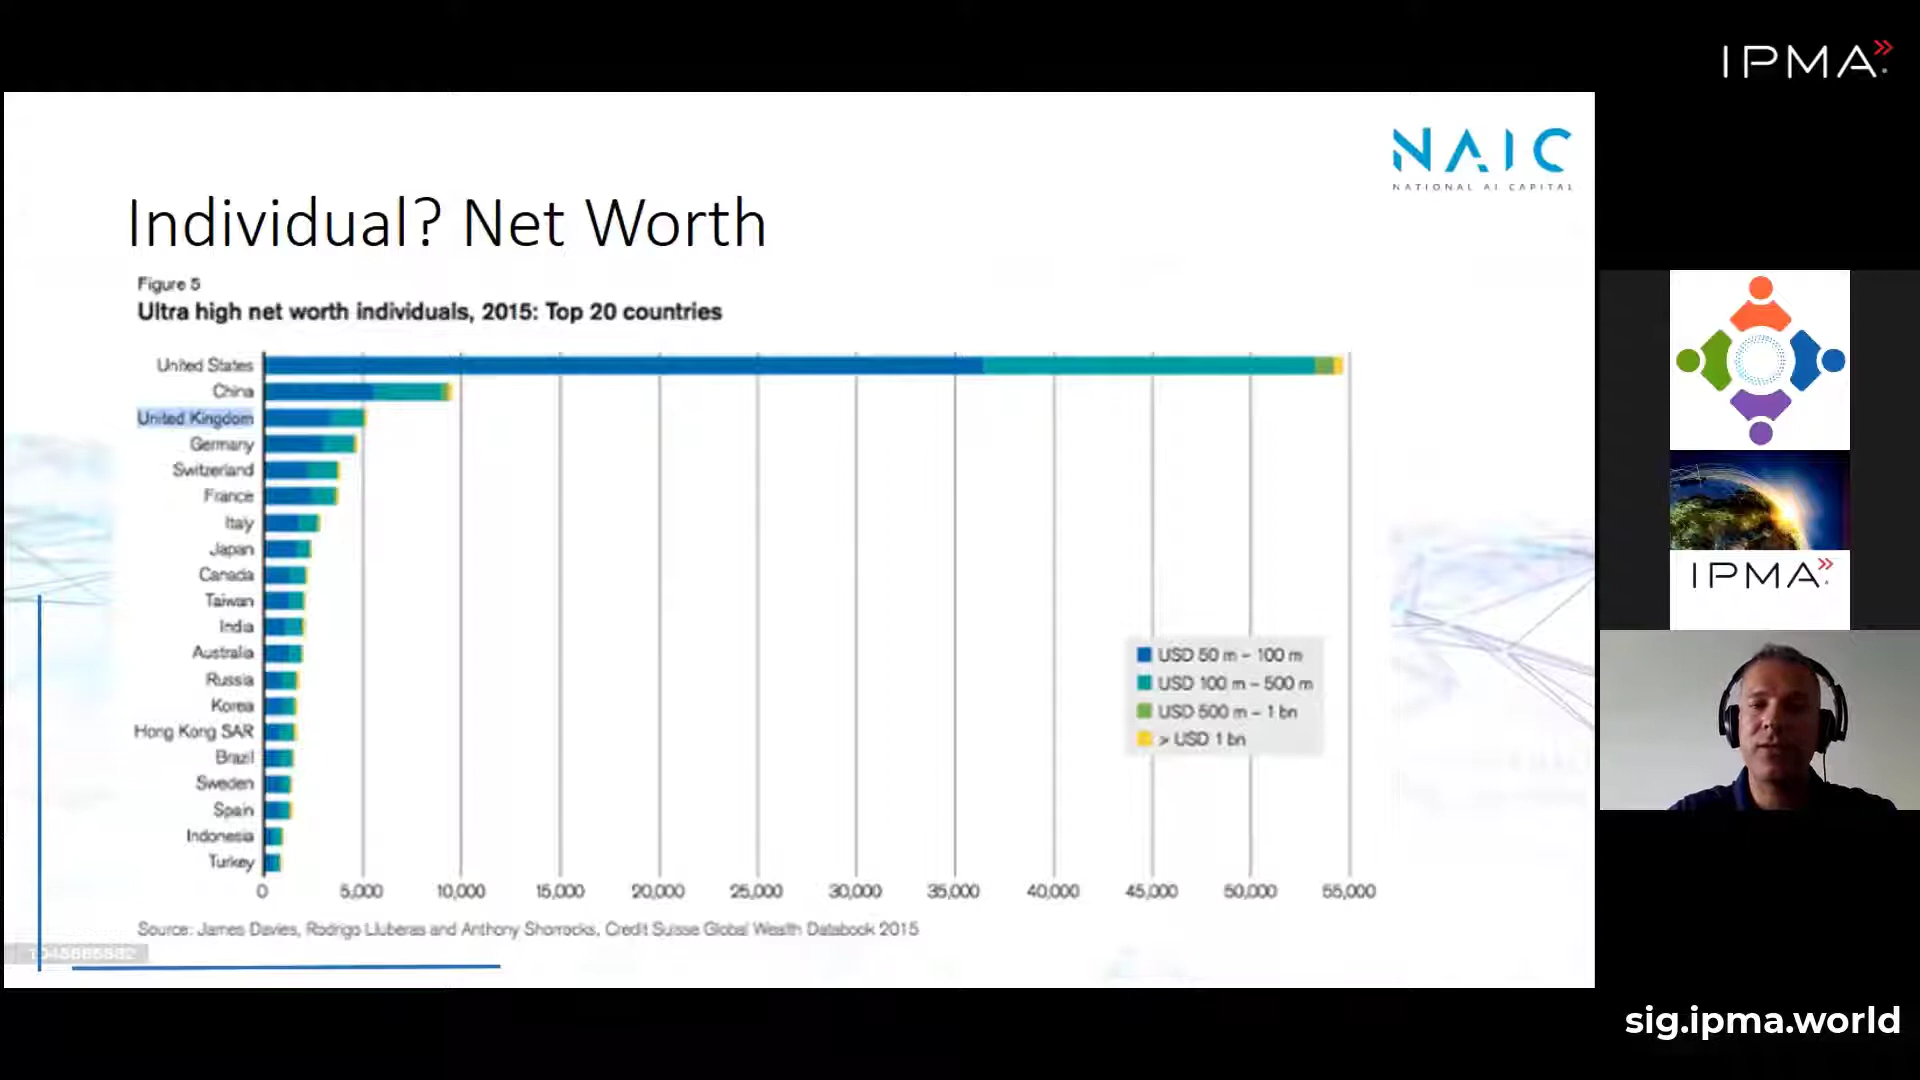 IPMA
NAIC
NATIONAL AI CAPITAL
Individual? Net Worth
Figure 5
Ultra high net worth individuals, 2015: Top 20 countries
United States
China
United Kingdom
Germany
Switzerland
France
Italy
Japan
Canada
Taiwan
India
Australia
Russia
Korea
Hong Kong SAR
Brazil
Sweden
Spain
Indonesia
Turkey
USD 50 m – 100 m
USD 100 m – 500 m
USD 500 m – 1 bn
> USD 1 bn
0 5,000 10,000 15,000 20,000 25,000 30,000 35,000 40,000 45,000 50,000 55,000
Source: James Davies, Rodrigo Lluberas and Anthony Shorrocks, Credit Suisse Global Wealth Databook 2015
IPMA
sig.ipma.world